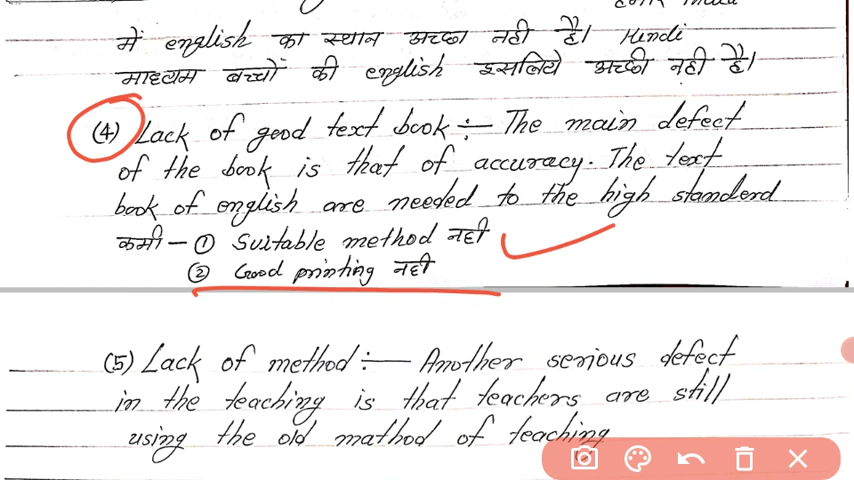 में english का स्थान अच्छा नही है। Hindi
माध्यम बच्चों की english इसलिये अच्छी नही है।
(4) Lack of good text book :- The main defect
of the book is that of accuracy. The text
book of english are needed to the high standerd
कमी - ① Suitable method नही
② Good printing नही
(5) Lack of method :- Another serious defect
in the teaching is that teachers are still
using the old mathod of teaching